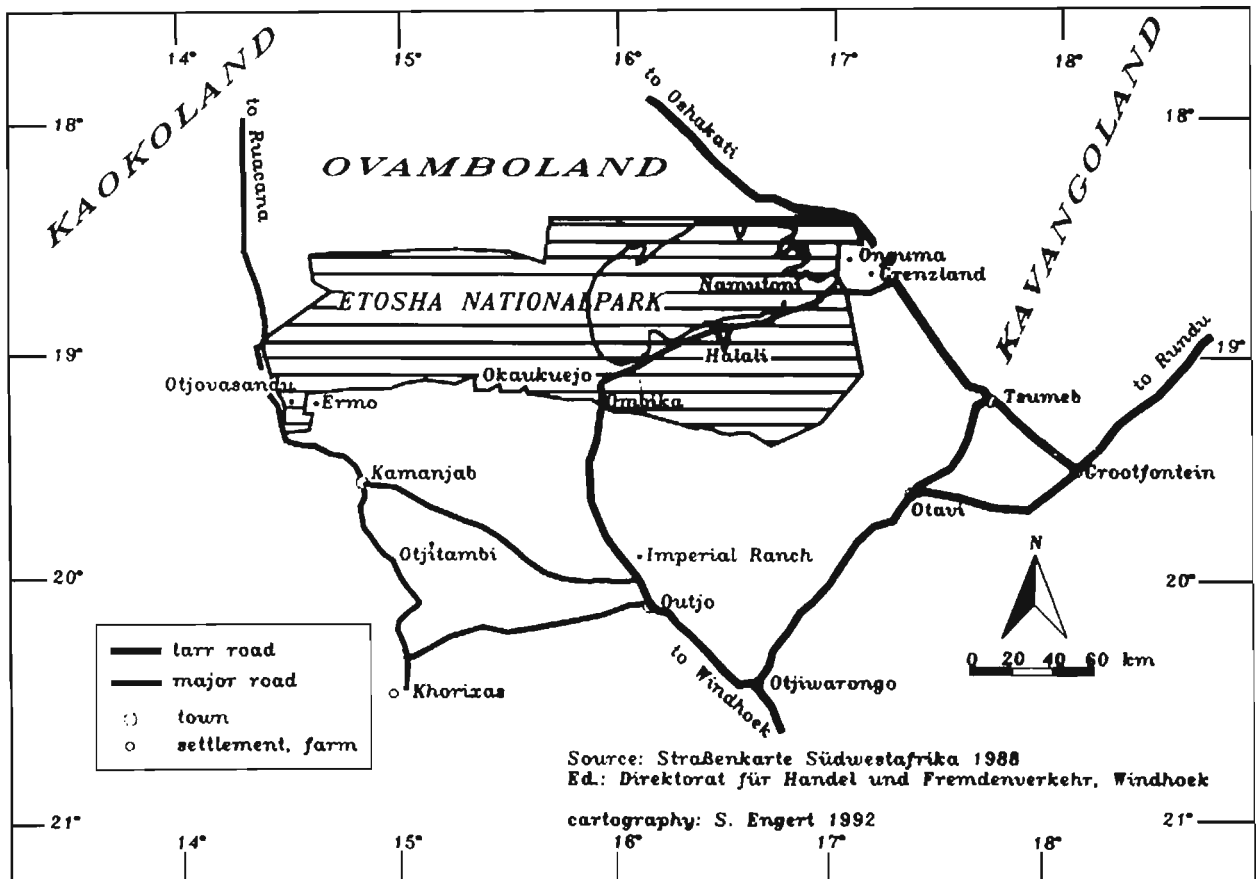 14°
15°
16°
17°
18°
KAOKOLAND
to Ruacana
OVAMBOLAND
to Oshakati
KAVANGOLAND
18°
18°
Onguma
Grenzland
Namutoni
ETOSHA NATIONALPARK
to Rundu
19°
19°
Halali
Okaukuejo
Otjovasandu
Ermo
Ombika
Tsumeb
Kamanjab
Grootfontein
Otavi
Otjitambi
Imperial Ranch
N
20°
20°
Outjo
0 20 40 60 km
tarr road
major road
town
settlement, farm
Khorixas
to Windhoek
Otjiwarongo
Source: Straßenkarte Südwestafrika 1988
Ed.: Direktorat für Handel und Fremdenverkehr, Windhoek
cartography: S. Engert 1992
21°
21°
14°
15°
16°
17°
18°